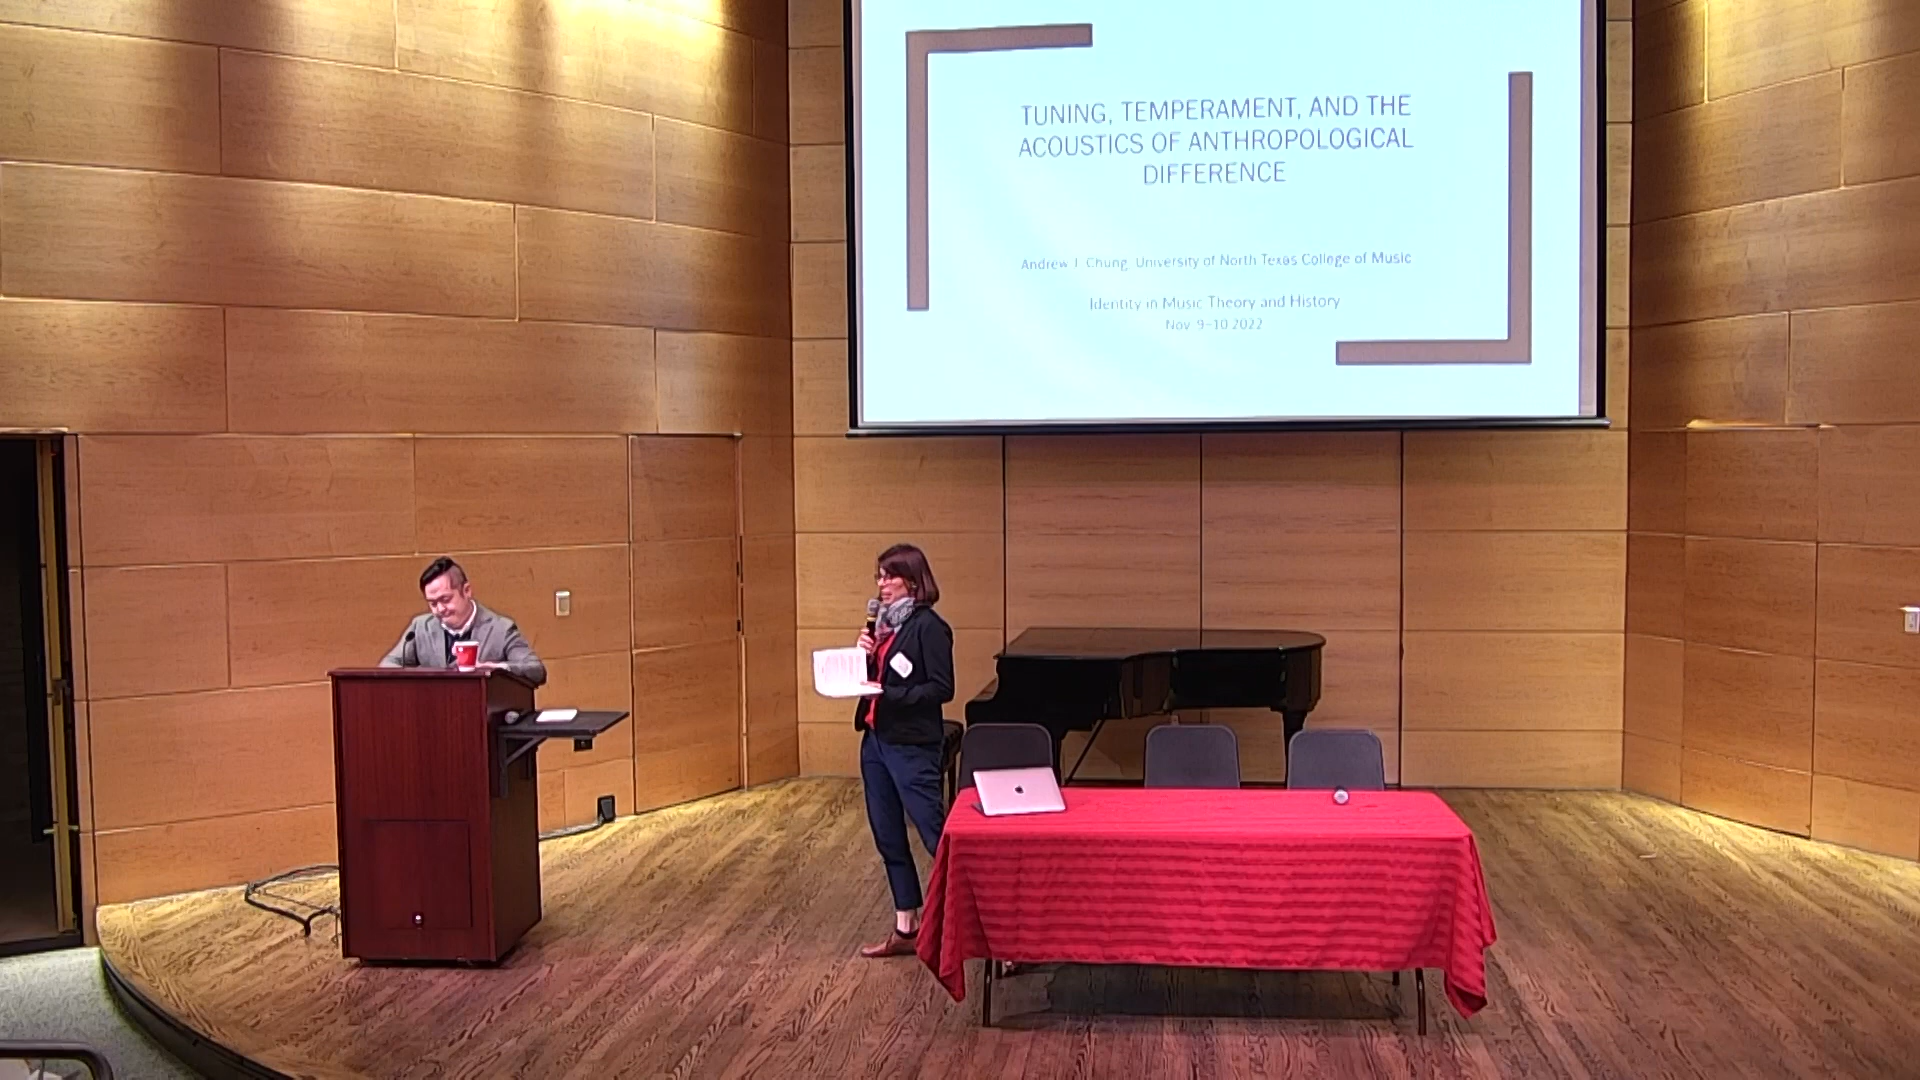 TUNING, TEMPERAMENT, AND THE
ACOUSTICS OF ANTHROPOLOGICAL
DIFFERENCE
Andrew J. Chung, University of North Texas College of Music
Identity in Music Theory and History
Nov. 9-10 2022